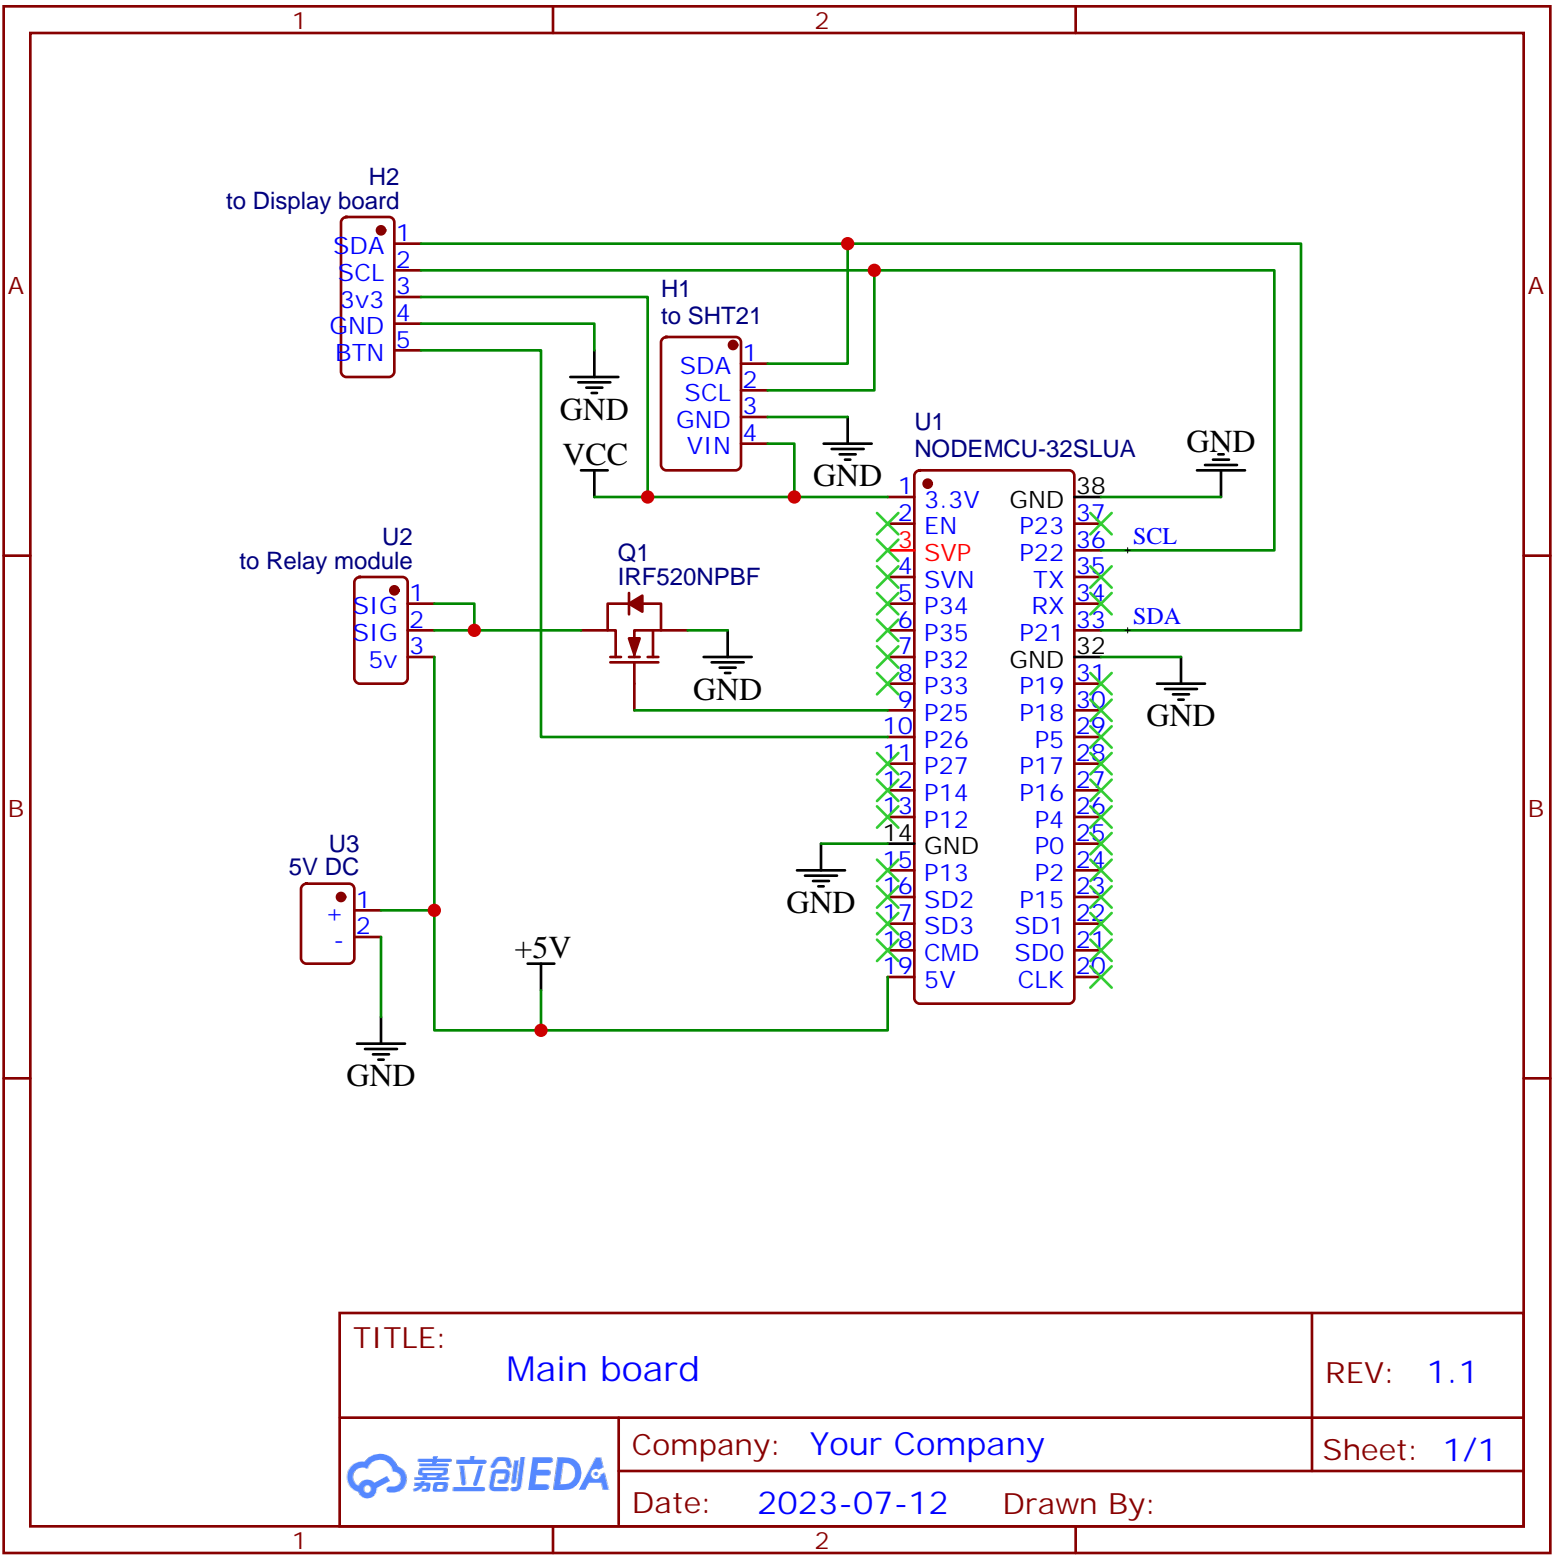 1
2
A
A
B
B
H2
to Display board
SDA 1
SCL 2
3v3 3
GND 4
BTN 5
GND
VCC
H1
to SHT21
SDA 1
SCL 2
GND 3
VIN 4
GND
U1
NODEMCU-32SLUA
1 3.3V
2 EN
3 SVP
4 SVN
5 P34
6 P35
7 P32
8 P33
9 P25
10 P26
11 P27
12 P14
13 P12
14 GND
15 P13
16 SD2
17 SD3
18 CMD
19 5V
GND 38
P23 37
P22 36
TX 35
RX 34
P21 33
GND 32
P19 31
P18 30
P5 29
P17 28
P16 27
P4 26
P0 25
P2 24
P15 23
SD1 22
SD0 21
CLK 20
GND
SCL
SDA
GND
GND
U2
to Relay module
SIG 1
SIG 2
5v 3
Q1
IRF520NPBF
GND
U3
5V DC
+ 1
- 2
GND
+5V
TITLE:
Main board
REV: 1.1
嘉立创EDA
Company: Your Company
Sheet: 1/1
Date: 2023-07-12 Drawn By:
1
2